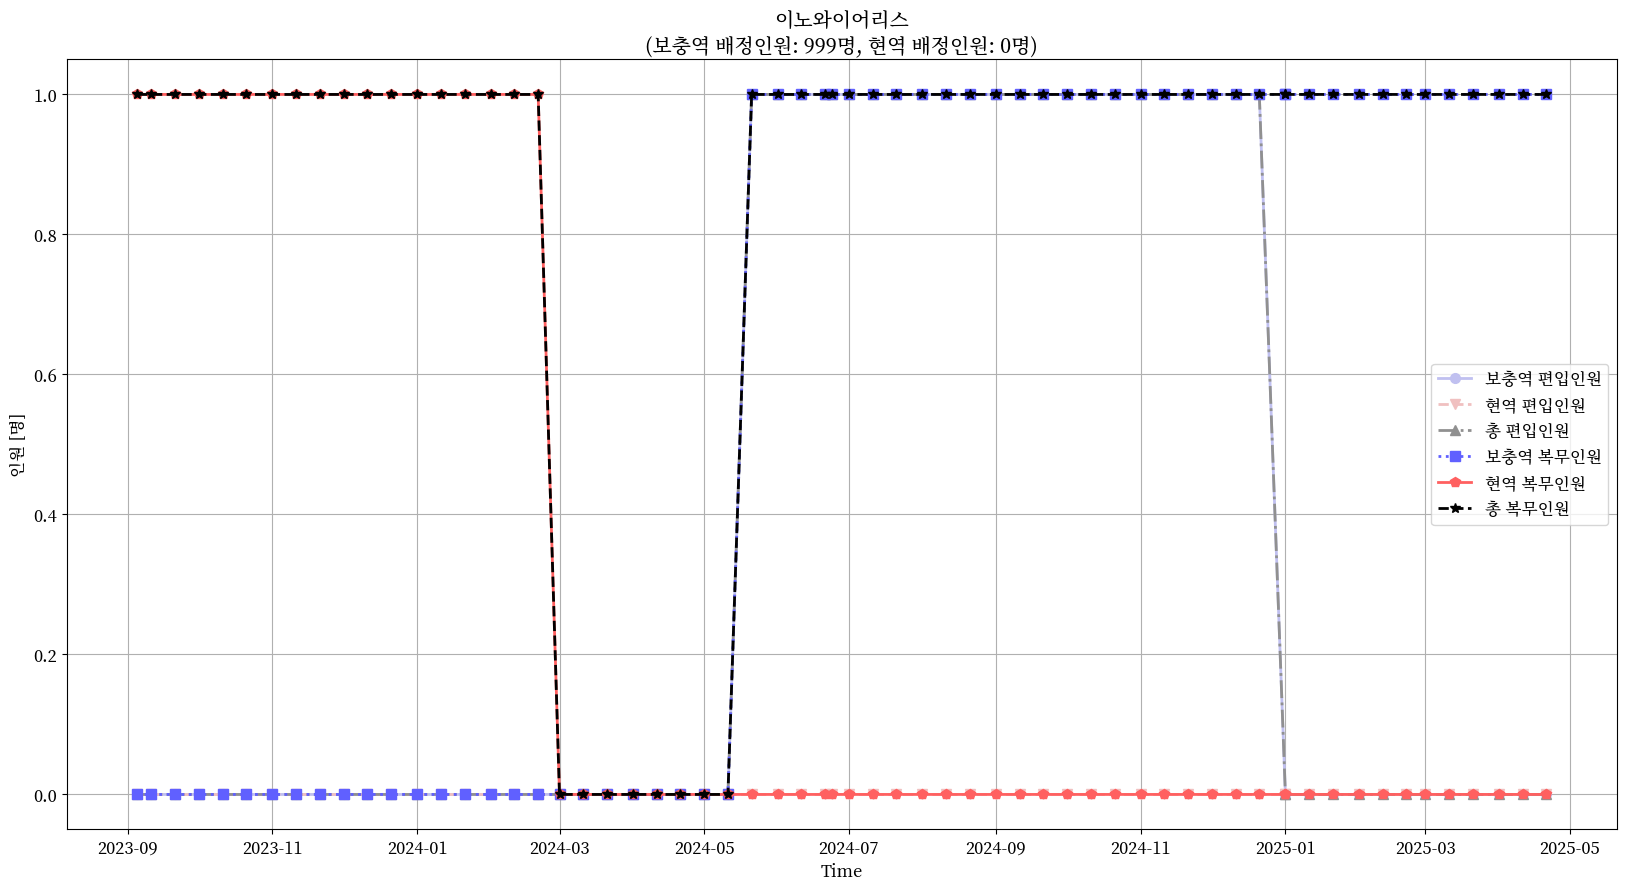 이노와이어리스
(보충역 배정인원: 999명, 현역 배정인원: 0명)
인원 [명]
1.0
0.8
0.6
0.4
0.2
0.0
보충역 편입인원
현역 편입인원
총 편입인원
보충역 복무인원
현역 복무인원
총 복무인원
2023-09 2023-11 2024-01 2024-03 2024-05 2024-07 2024-09 2024-11 2025-01 2025-03 2025-05
Time